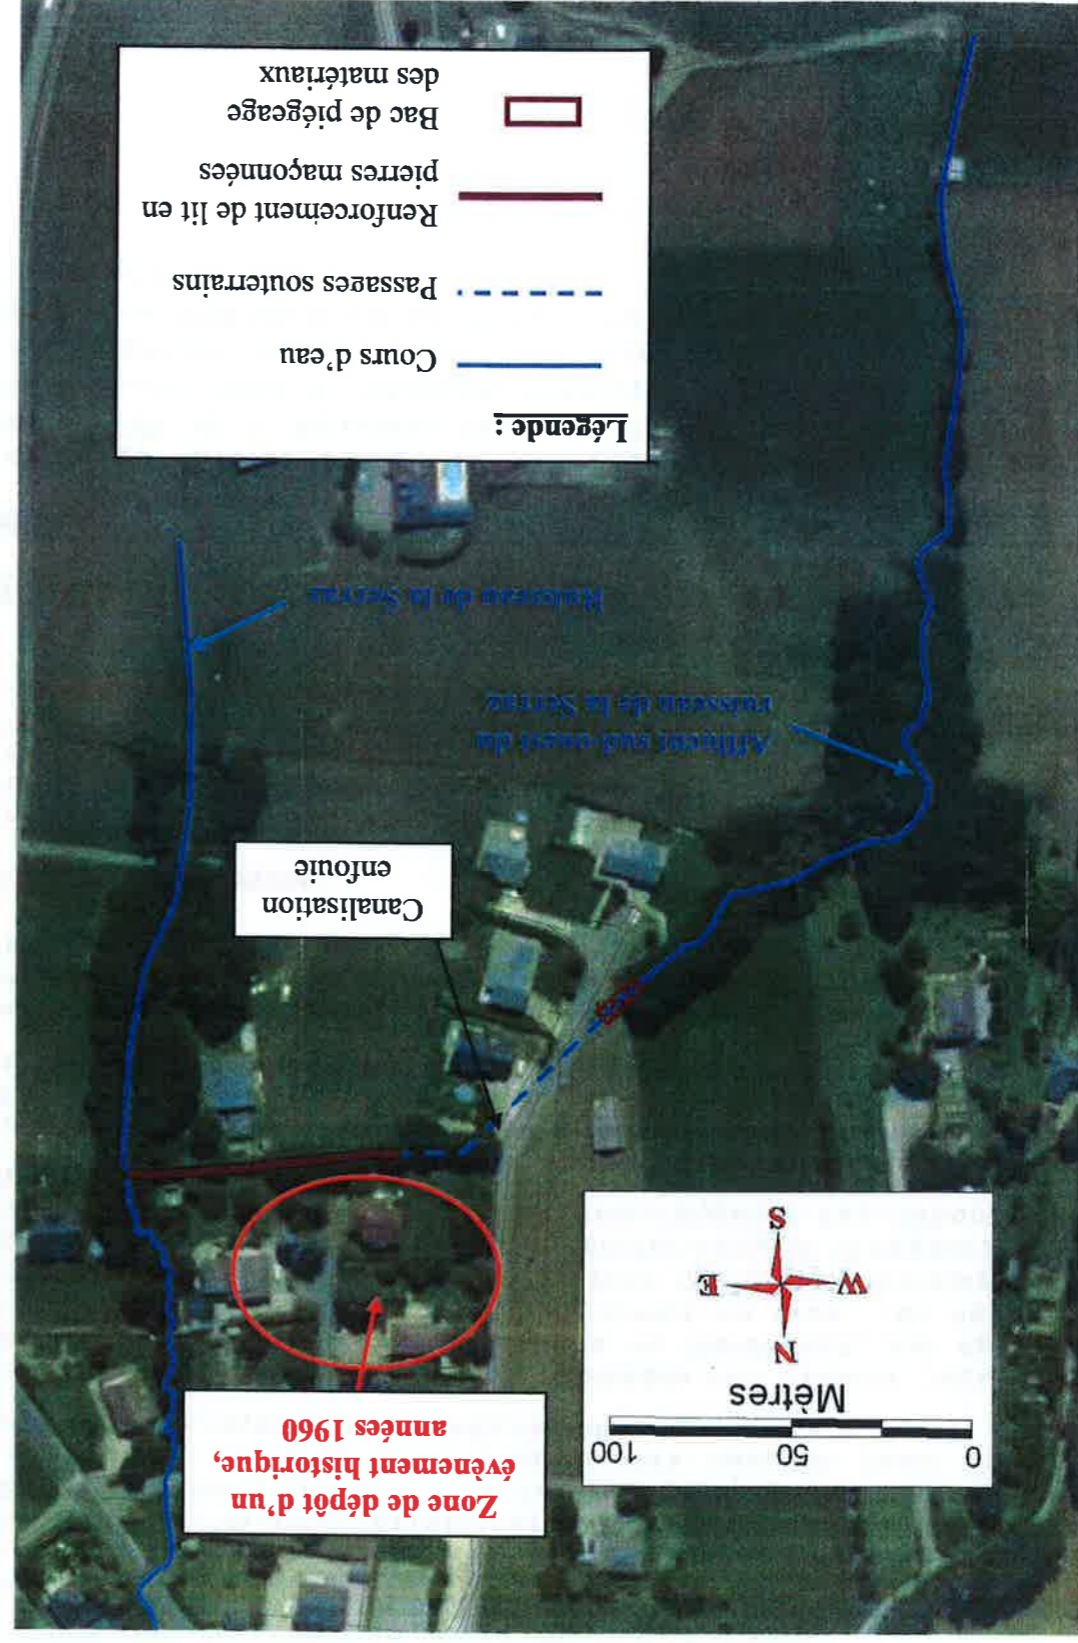 0 50 100
Mètres
N
W E
S
Zone de dépôt d'un
évènement historique,
années 1960
Canalisation
enfouie
Affluent sud-ouest du
ruisseau de la Serraz
Ruisseau de la Serraz
Légende :
Cours d'eau
Passages souterrains
Renforcement de lit en
pierres maçonnées
Bac de piégeage
des matériaux